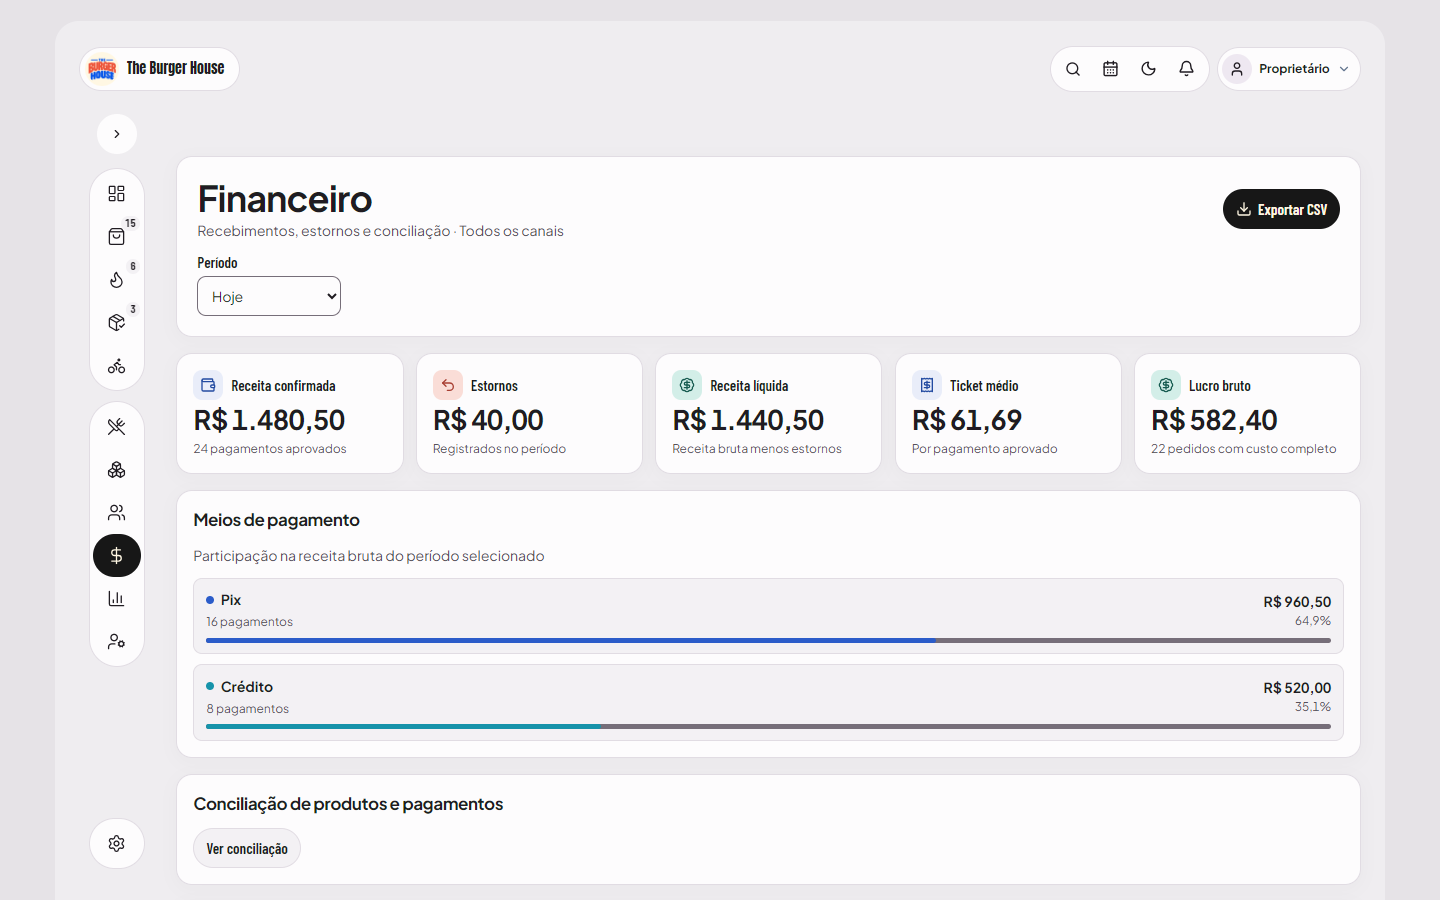 THE BURGER HOUSE
The Burger House
Proprietário
Financeiro
Recebimentos, estornos e conciliação · Todos os canais
Exportar CSV
Período
Hoje
15
6
3
Receita confirmada
R$ 1.480,50
24 pagamentos aprovados
Estornos
R$ 40,00
Registrados no período
Receita líquida
R$ 1.440,50
Receita bruta menos estornos
Ticket médio
R$ 61,69
Por pagamento aprovado
Lucro bruto
R$ 582,40
22 pedidos com custo completo
Meios de pagamento
Participação na receita bruta do período selecionado
Pix
R$ 960,50
16 pagamentos
64,9%
Crédito
R$ 520,00
8 pagamentos
35,1%
Conciliação de produtos e pagamentos
Ver conciliação